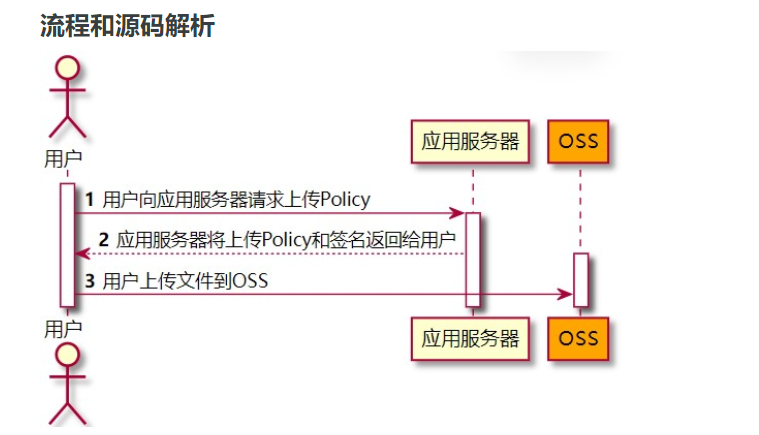 流程和源码解析
用户
应用服务器
OSS
1 用户向应用服务器请求上传Policy
2 应用服务器将上传Policy和签名返回给用户
3 用户上传文件到OSS
用户
应用服务器
OSS